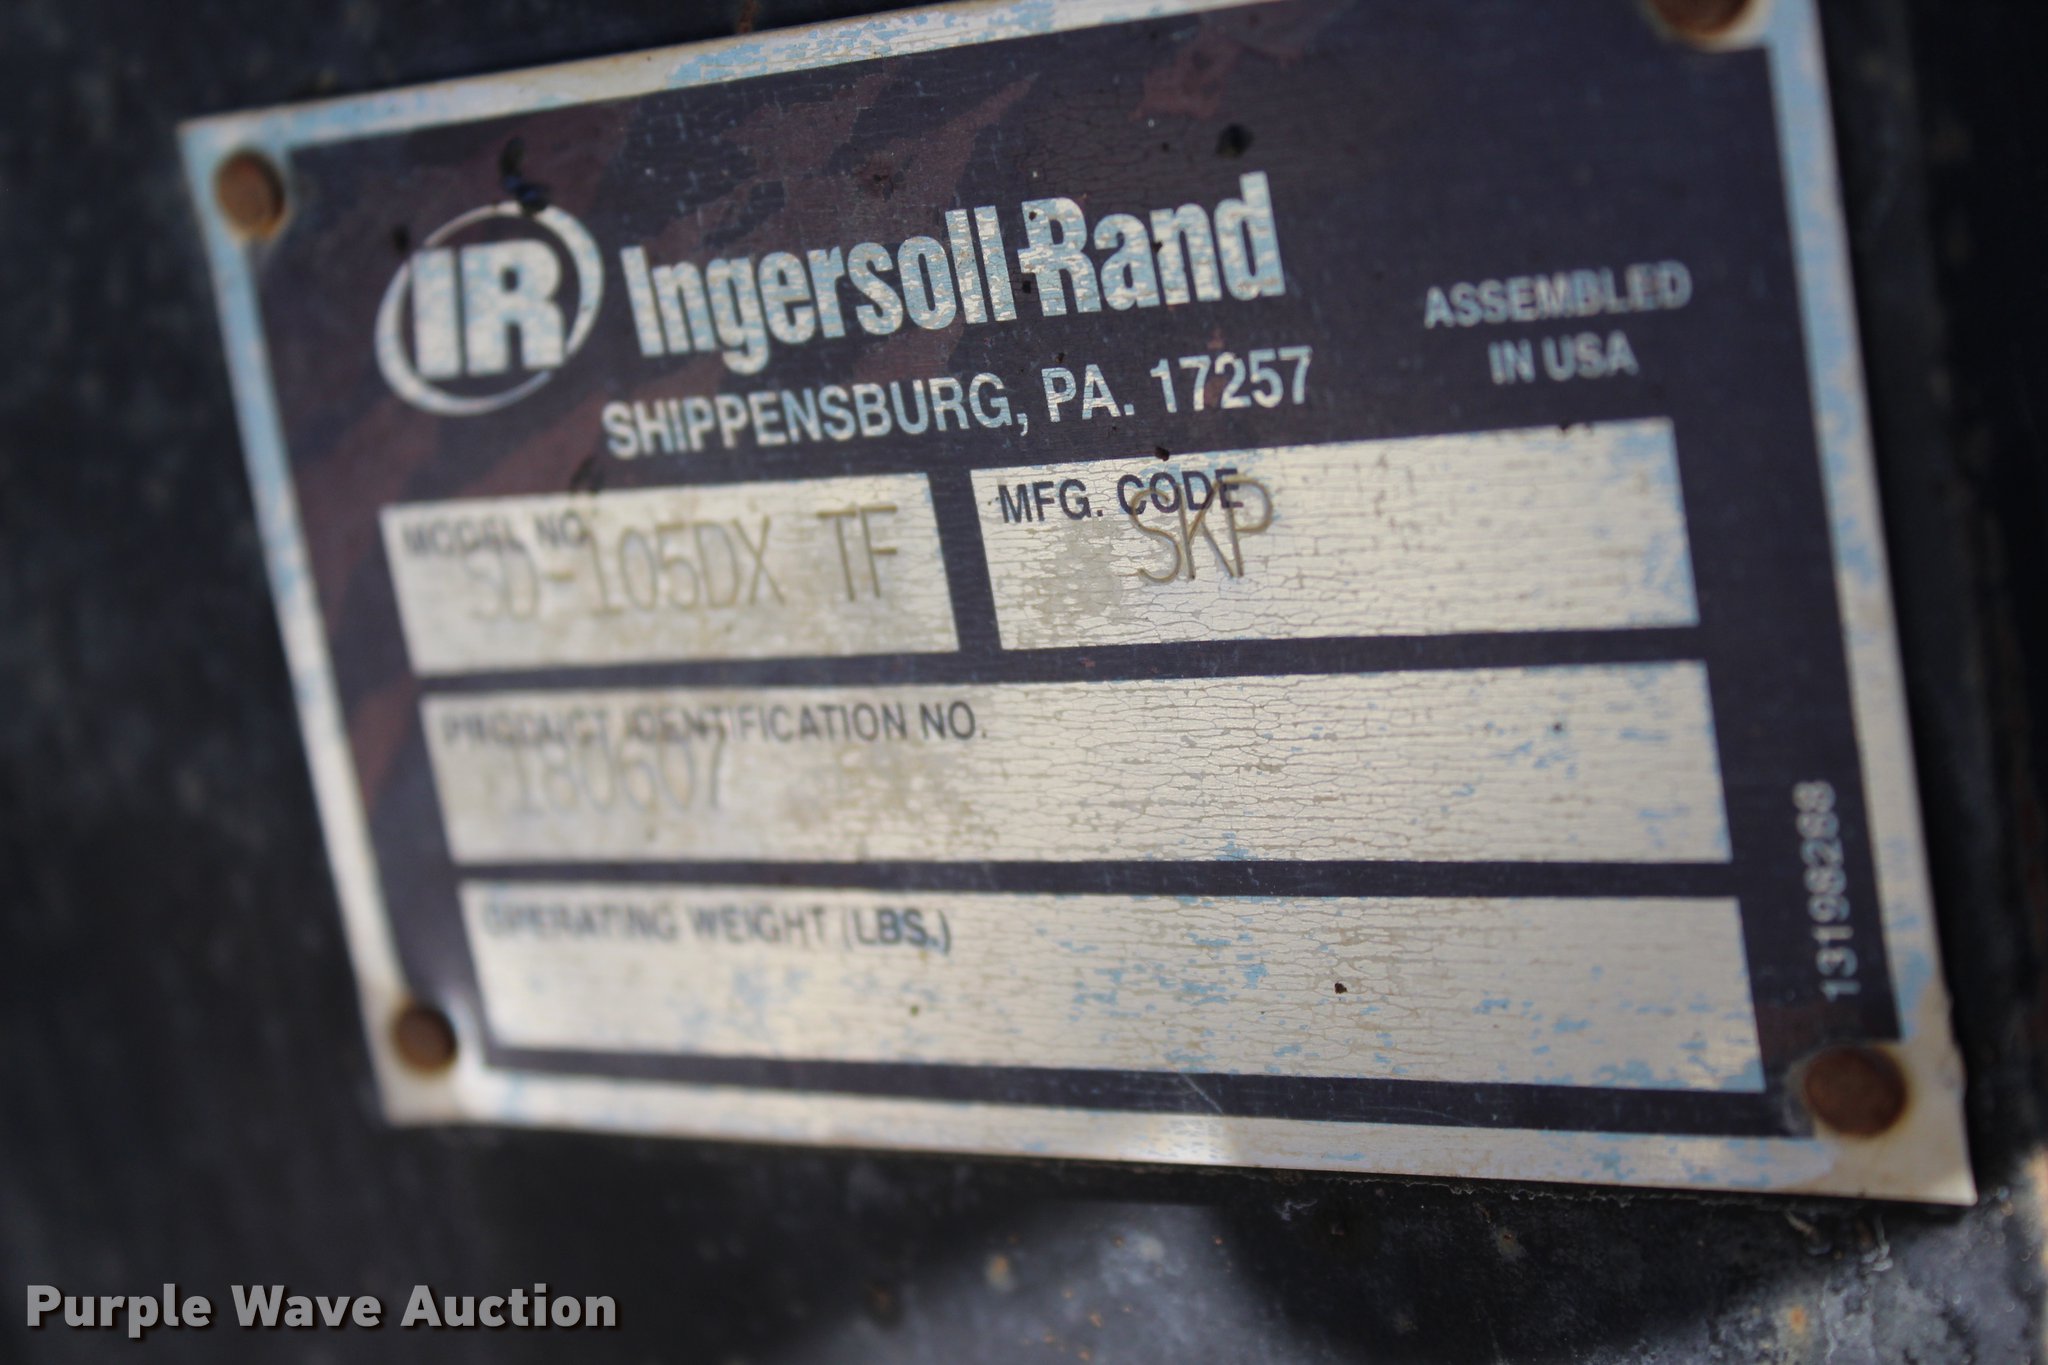 IR Ingersoll-Rand
SHIPPENSBURG, PA. 17257
ASSEMBLED
IN USA
MODEL NO.
SD-105DX TF
MFG. CODE
SKP
PRODUCT IDENTIFICATION NO.
180607
OPERATING WEIGHT (LBS.)
13198288
Purple Wave Auction